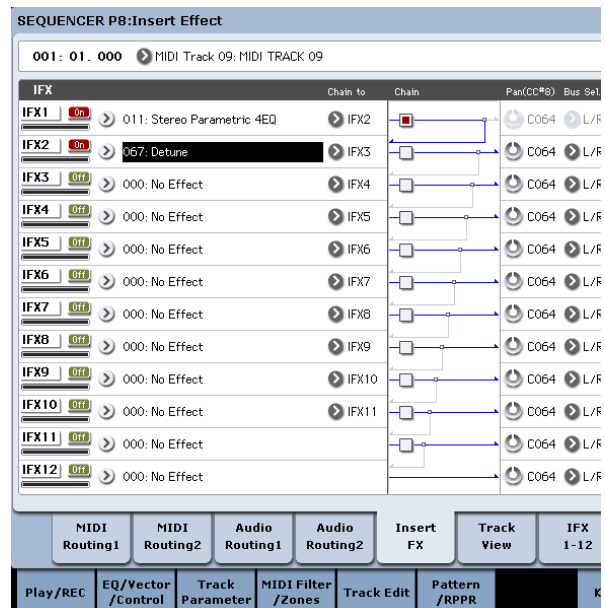 SEQUENCER P8:Insert Effect
001: 01. 000 MIDI Track 09: MIDI TRACK 09
IFX Chain to Chain Pan(CC#8) Bus Sel.
IFX1 On 011: Stereo Parametric 4EQ IFX2 C064 L/R
IFX2 On 067: Detune IFX3 C064 L/R
IFX3 Off 000: No Effect IFX4 C064 L/R
IFX4 Off 000: No Effect IFX5 C064 L/R
IFX5 Off 000: No Effect IFX6 C064 L/R
IFX6 Off 000: No Effect IFX7 C064 L/R
IFX7 Off 000: No Effect IFX8 C064 L/R
IFX8 Off 000: No Effect IFX9 C064 L/R
IFX9 Off 000: No Effect IFX10 C064 L/R
IFX10 Off 000: No Effect IFX11 C064 L/R
IFX11 Off 000: No Effect C064 L/R
IFX12 Off 000: No Effect C064 L/R
MIDI Routing1 MIDI Routing2 Audio Routing1 Audio Routing2 Insert FX Track View IFX 1-12
Play/REC EQ/Vector /Control Track Parameter MIDI Filter /Zones Track Edit Pattern /RPPR K